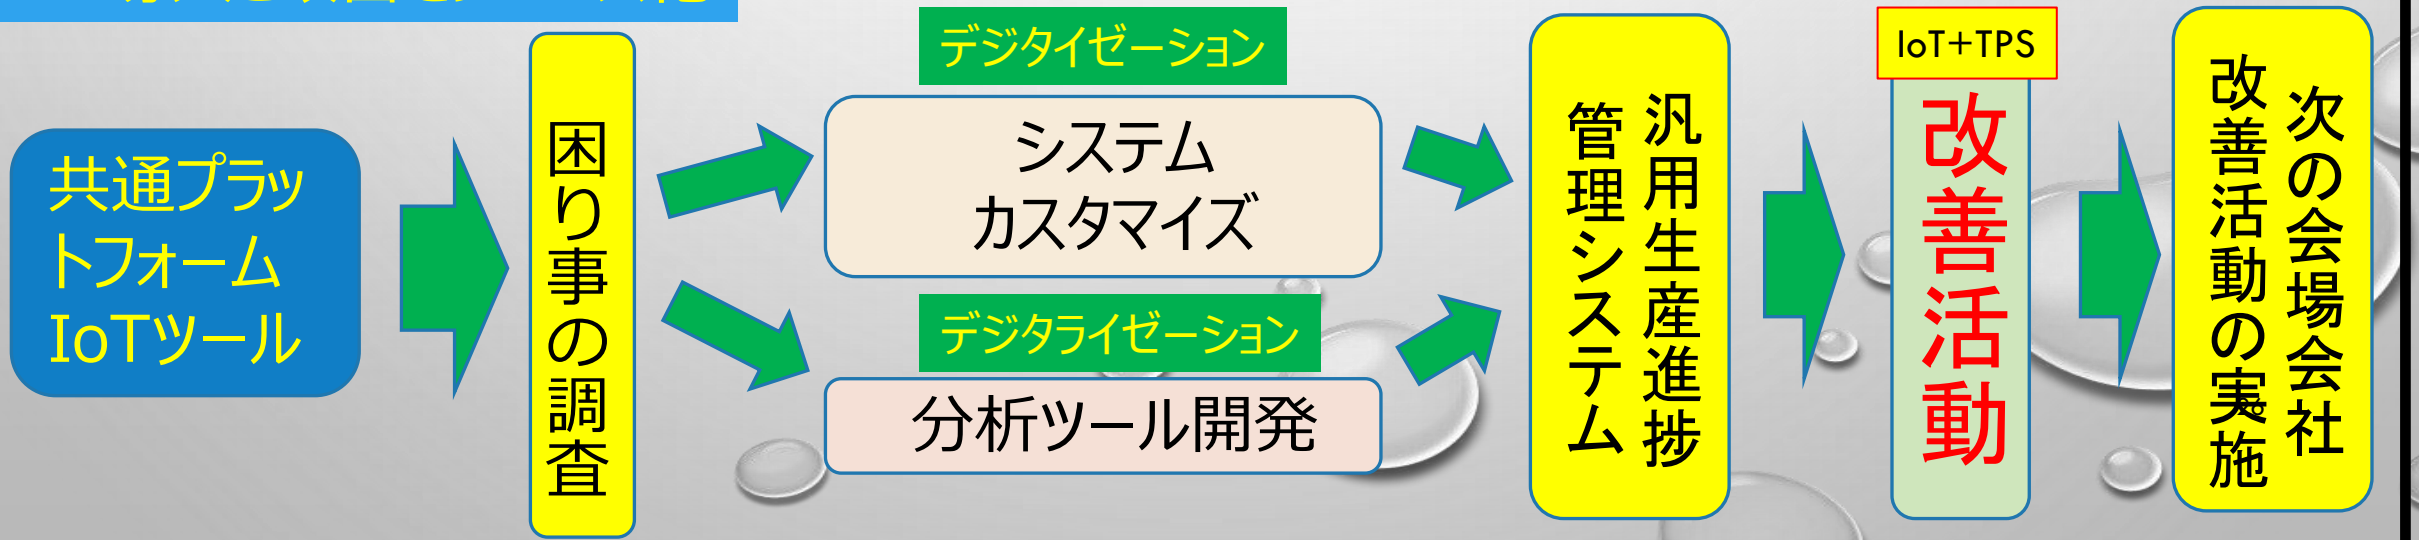 共通プラッ
トフォーム
IoTツール
困り事の調査
デジタイゼーション
システム
カスタマイズ
デジタライゼーション
分析ツール開発
汎用生産進捗
管理システム
IoT+TPS
改善活動
次の会場会社
改善活動の実施